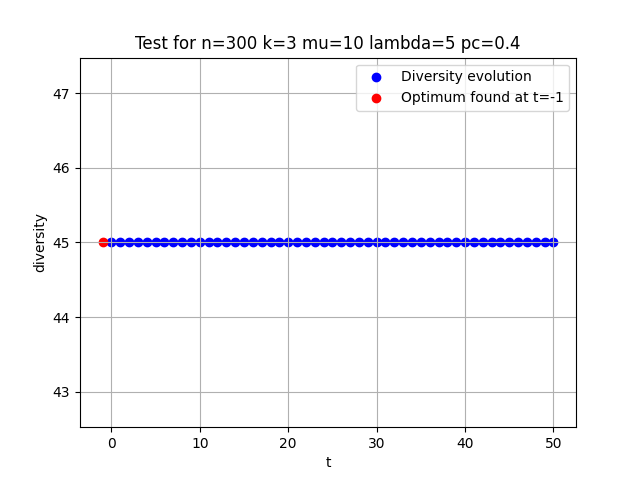 Test for n=300 k=3 mu=10 lambda=5 pc=0.4
Diversity evolution
Optimum found at t=-1
47
46
45
44
43
diversity
0 10 20 30 40 50
t